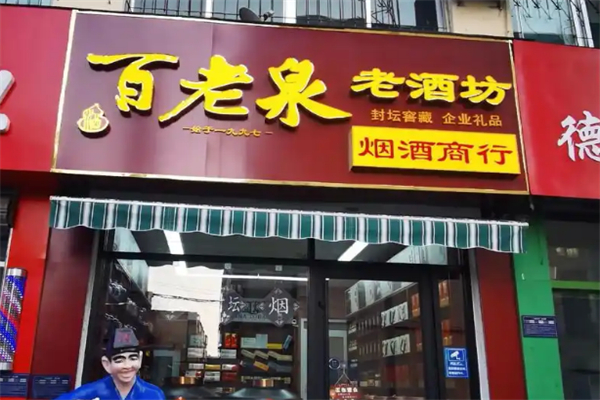 百老泉
—始于一九九七—
老酒坊
封坛窖藏 企业礼品
烟酒商行
德
坛
烟